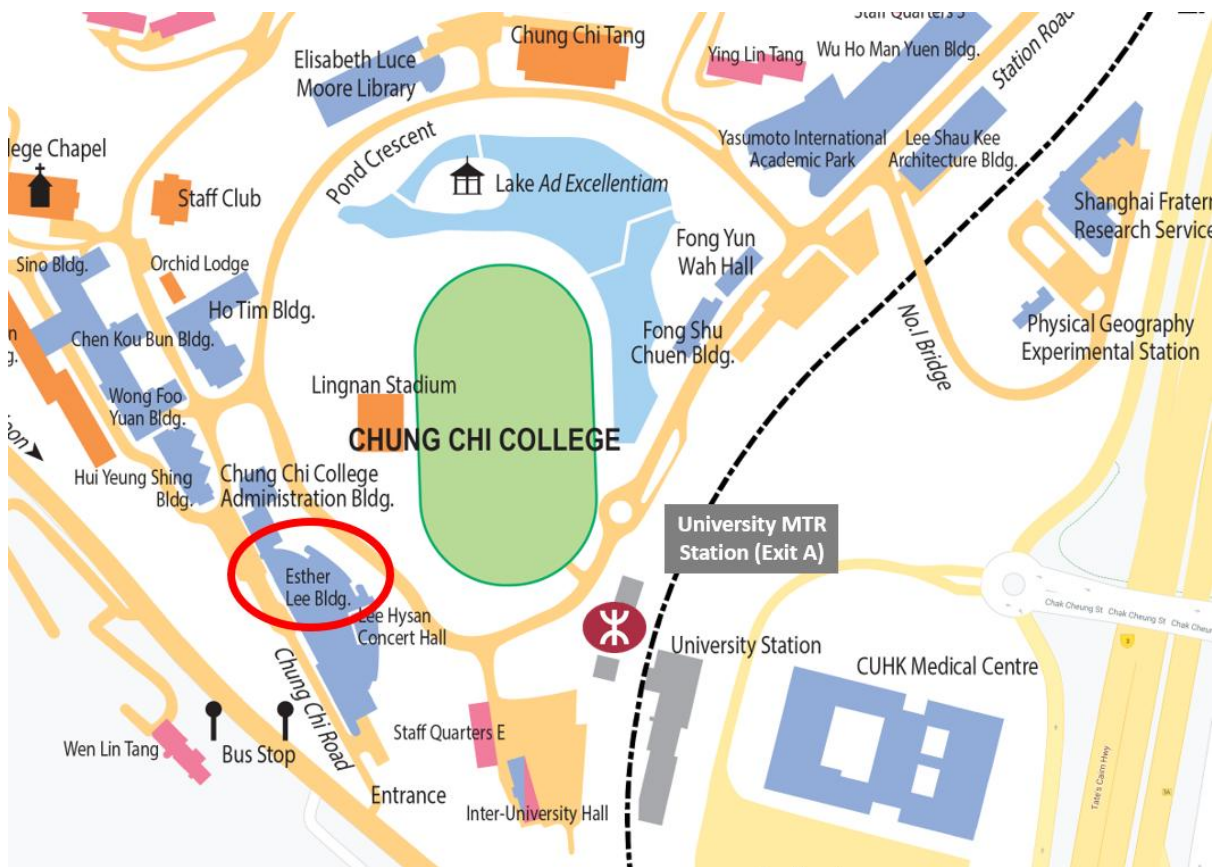 Staff Quarters 3
Chung Chi Tang
Ying Lin Tang
Wu Ho Man Yuen Bldg.
Station Road
Elisabeth Luce
Moore Library
Pond Crescent
Yasumoto International
Academic Park
Lee Shau Kee
Architecture Bldg.
lege Chapel
Staff Club
Lake Ad Excellentiam
Shanghai Fratern
Research Service
Sino Bldg.
Orchid Lodge
Fong Yun
Wah Hall
Ho Tim Bldg.
Chen Kou Bun Bldg.
Fong Shu
Chuen Bldg.
No.1 Bridge
Physical Geography
Experimental Station
n
g.
Wong Foo
Yuan Bldg.
Lingnan Stadium
CHUNG CHI COLLEGE
Hui Yeung Shing
Bldg.
Chung Chi College
Administration Bldg.
University MTR
Station (Exit A)
Esther
Lee Bldg.
Lee Hysan
Concert Hall
Chak Cheung St Chak Cheung St Chak Cheun
University Station
CUHK Medical Centre
Chung Chi Road
Wen Lin Tang
Bus Stop
Staff Quarters E
Entrance
Inter-University Hall
Tate's Cairn Hwy